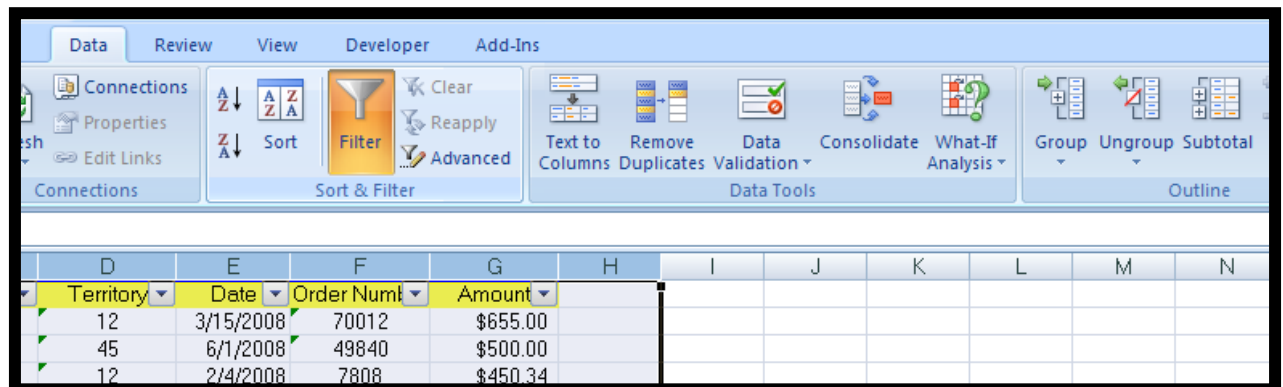 Data Review View Developer Add-Ins
Connections
Properties
esh
Edit Links
Connections
A
Z
Z
A
A Z
Z A
Sort
Filter
Clear
Reapply
Advanced
Sort & Filter
Text to
Columns
Remove
Duplicates
Data
Validation
Consolidate
What-If
Analysis
Data Tools
Group
Ungroup
Subtotal
Outline
D E F G H I J K L M N
Territory Date Order Numb Amount
12 3/15/2008 70012 $655.00
45 6/1/2008 49840 $500.00
12 2/4/2008 7808 $450.34